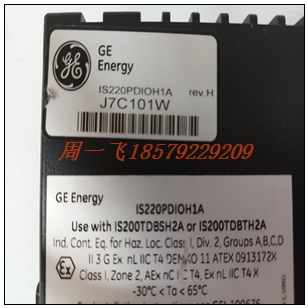 GE
Energy
IS220PDIOH1A rev.H
J7C101W
周一飞18579229209
GE Energy
IS220PDIOH1A
Use with IS200TDBSH2A or IS200TDBTH2A
Ind. Cont. Eq. for Haz. Loc. Class I, Div. 2, Groups A,B,C,D
II 3 G Ex nL IIC T4 DEMKO 11 ATEX 0913172X
Class I, Zone 2, AEx nC IIC T4, Ex nL IIC T4 X
-30°C < Ta < 65°C